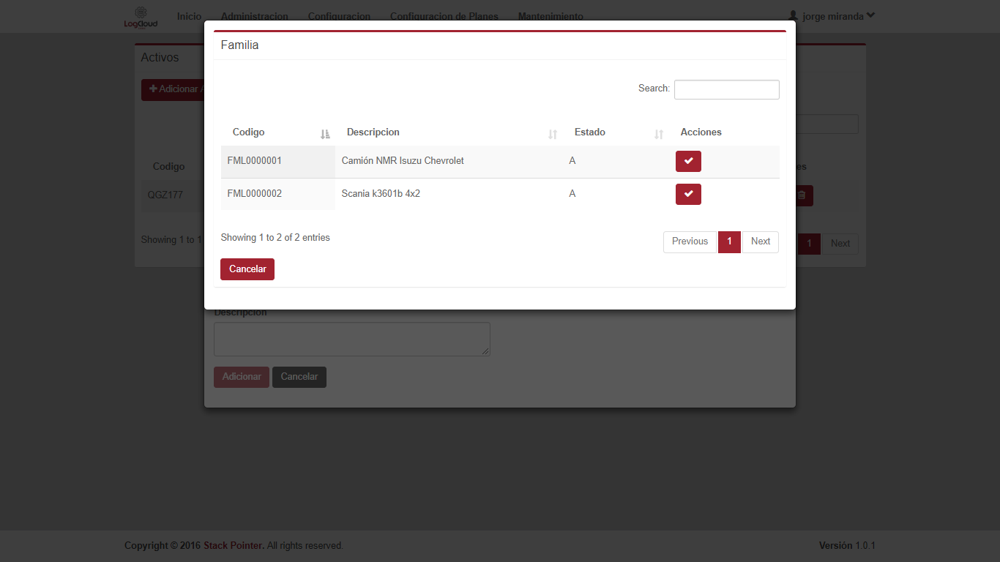 LogCloud
Inicio Administracion Configuracion Configuracion de Planes Mantenimiento jorge miranda
Activos
Adicionar A
Codigo
QGZ177
Showing 1 to 1
es
1 Next
Familia
Search:
Codigo Descripcion Estado Acciones
FML0000001 Camión NMR Isuzu Chevrolet A
FML0000002 Scania k3601b 4x2 A
Showing 1 to 2 of 2 entries
Previous 1 Next
Cancelar
Descripcion
Adicionar Cancelar
Copyright © 2016 Stack Pointer. All rights reserved.
Versión 1.0.1